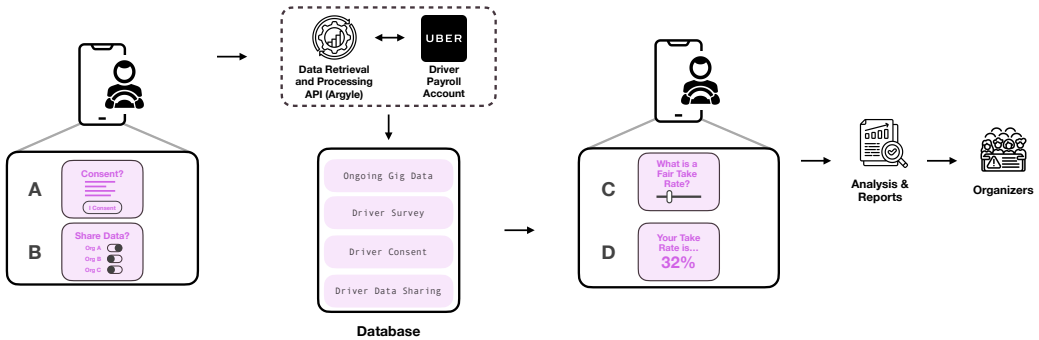 A
Consent?
I Consent
B
Share Data?
Org A
Org B
Org C
Data Retrieval
and Processing
API (Argyle)
UBER
Driver
Payroll
Account
Ongoing Gig Data
Driver Survey
Driver Consent
Driver Data Sharing
Database
C
What is a
Fair Take
Rate?
D
Your Take
Rate is...
32%
Analysis &
Reports
Organizers